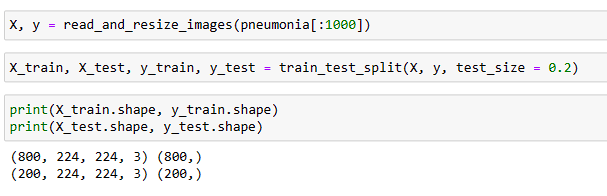 X, y = read_and_resize_images(pneumonia[:1000])
X_train, X_test, y_train, y_test = train_test_split(X, y, test_size = 0.2)
print(X_train.shape, y_train.shape)
print(X_test.shape, y_test.shape)
(800, 224, 224, 3) (800,)
(200, 224, 224, 3) (200,)